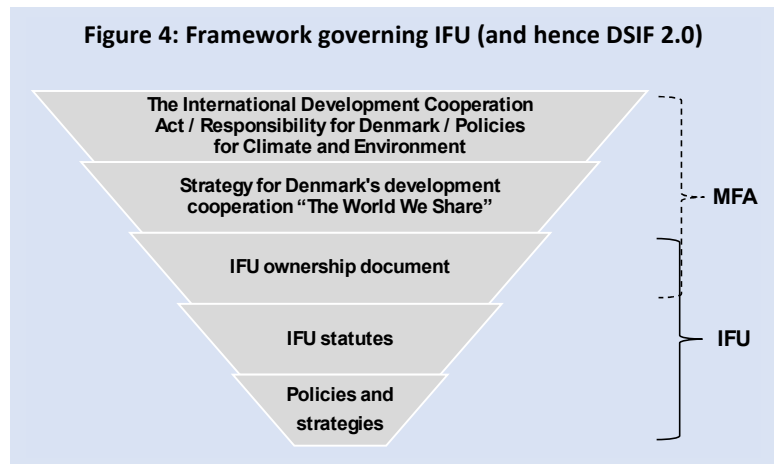 Figure 4: Framework governing IFU (and hence DSIF 2.0)
The International Development Cooperation
Act / Responsibility for Denmark / Policies
for Climate and Environment
Strategy for Denmark's development
cooperation “The World We Share”
MFA
IFU ownership document
IFU statutes
IFU
Policies and
strategies